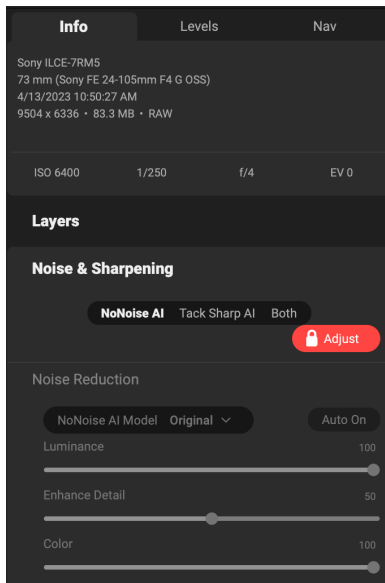 Info Levels Nav
Sony ILCE-7RM5
73 mm (Sony FE 24-105mm F4 G OSS)
4/13/2023 10:50:27 AM
9504 x 6336 • 83.3 MB • RAW
ISO 6400 1/250 f/4 EV 0
Layers
Noise & Sharpening
NoNoise AI Tack Sharp AI Both
Adjust
Noise Reduction
NoNoise AI Model Original Auto On
Luminance 100
Enhance Detail 50
Color 100